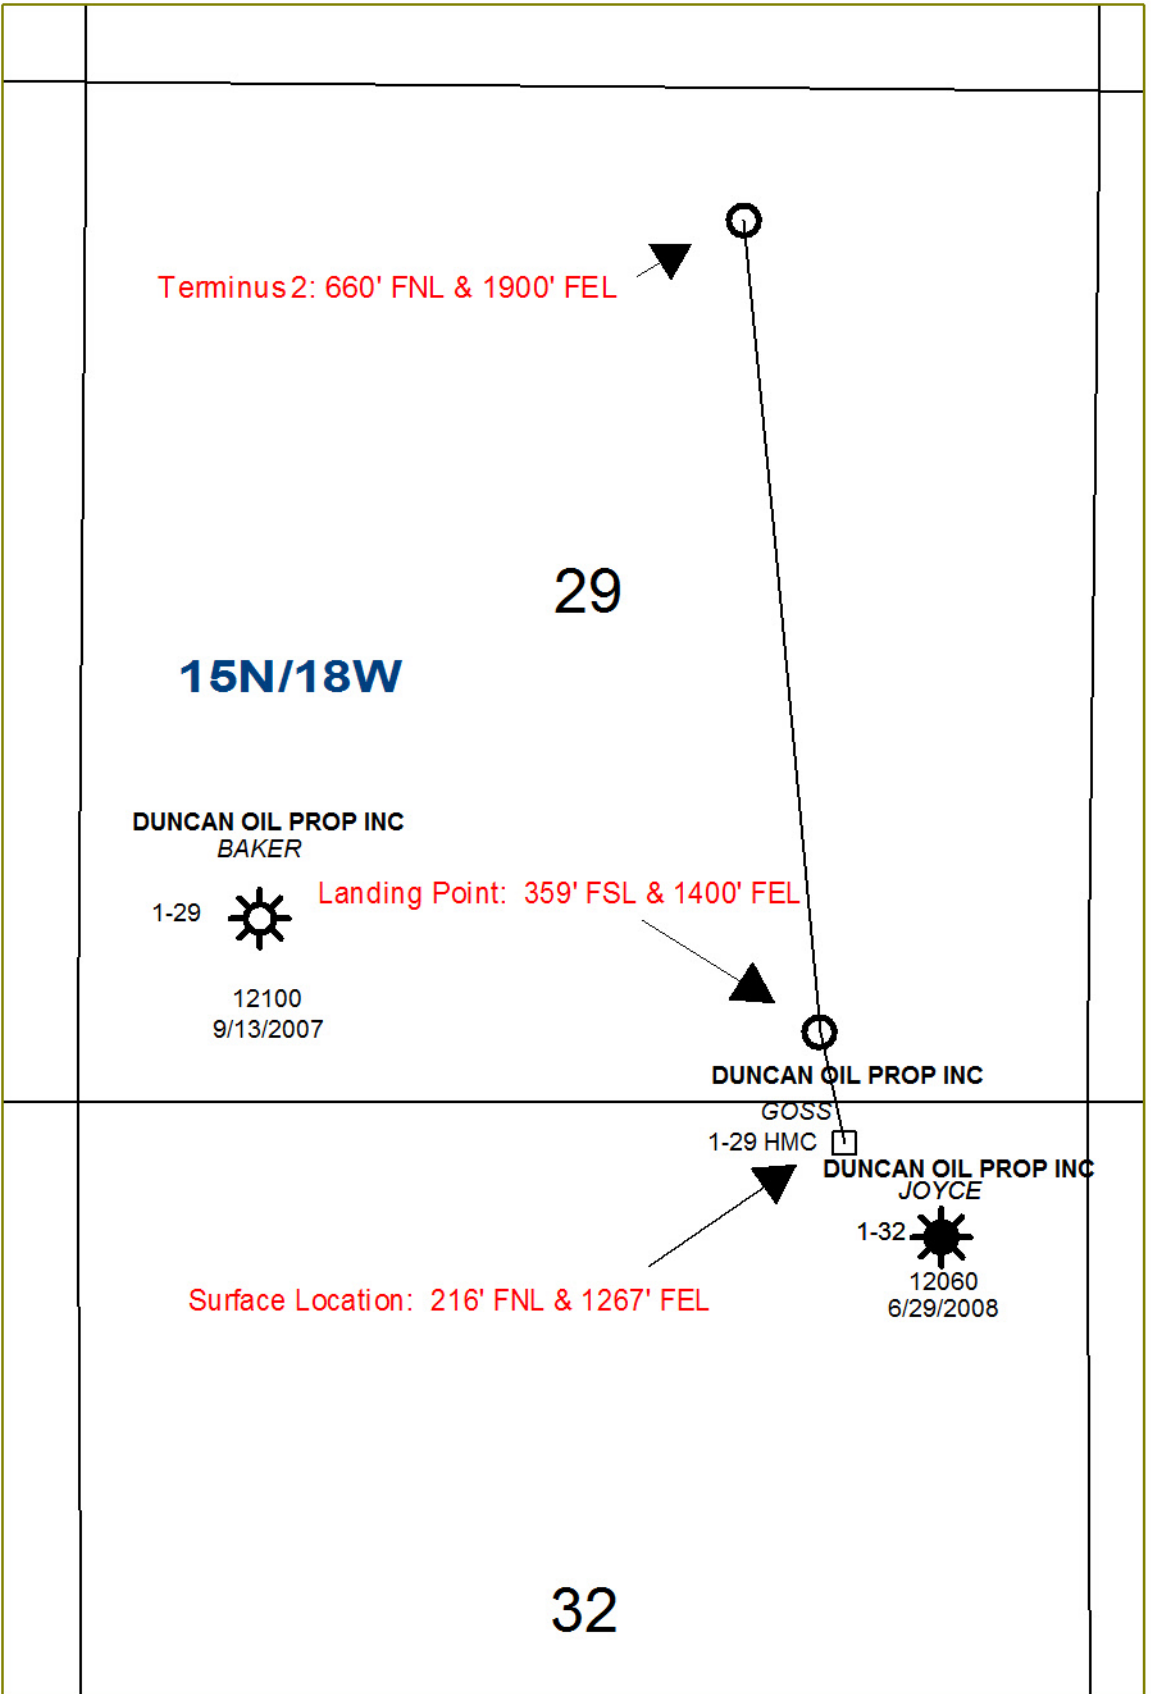 Terminus 2: 660' FNL & 1900' FEL
29
15N/18W
DUNCAN OIL PROP INC
BAKER
1-29
12100
9/13/2007
Landing Point: 359' FSL & 1400' FEL
DUNCAN OIL PROP INC
GOSS
1-29 HMC
DUNCAN OIL PROP INC
JOYCE
1-32
12060
6/29/2008
Surface Location: 216' FNL & 1267' FEL
32